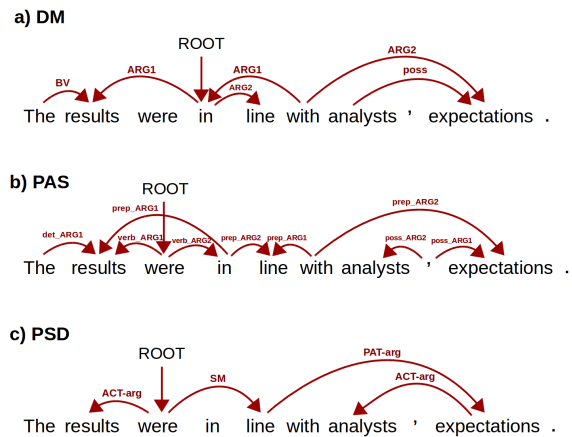 a) DM
ROOT
BV ARG1 ARG1 ARG2 ARG2 poss
The results were in line with analysts ’ expectations .
b) PAS
ROOT
det_ARG1 prep_ARG1 verb_ARG1 verb_ARG2 prep_ARG2 prep_ARG1 prep_ARG2 poss_ARG2 poss_ARG1
The results were in line with analysts ’ expectations .
c) PSD
ROOT
ACT-arg SM PAT-arg ACT-arg
The results were in line with analysts ’ expectations .